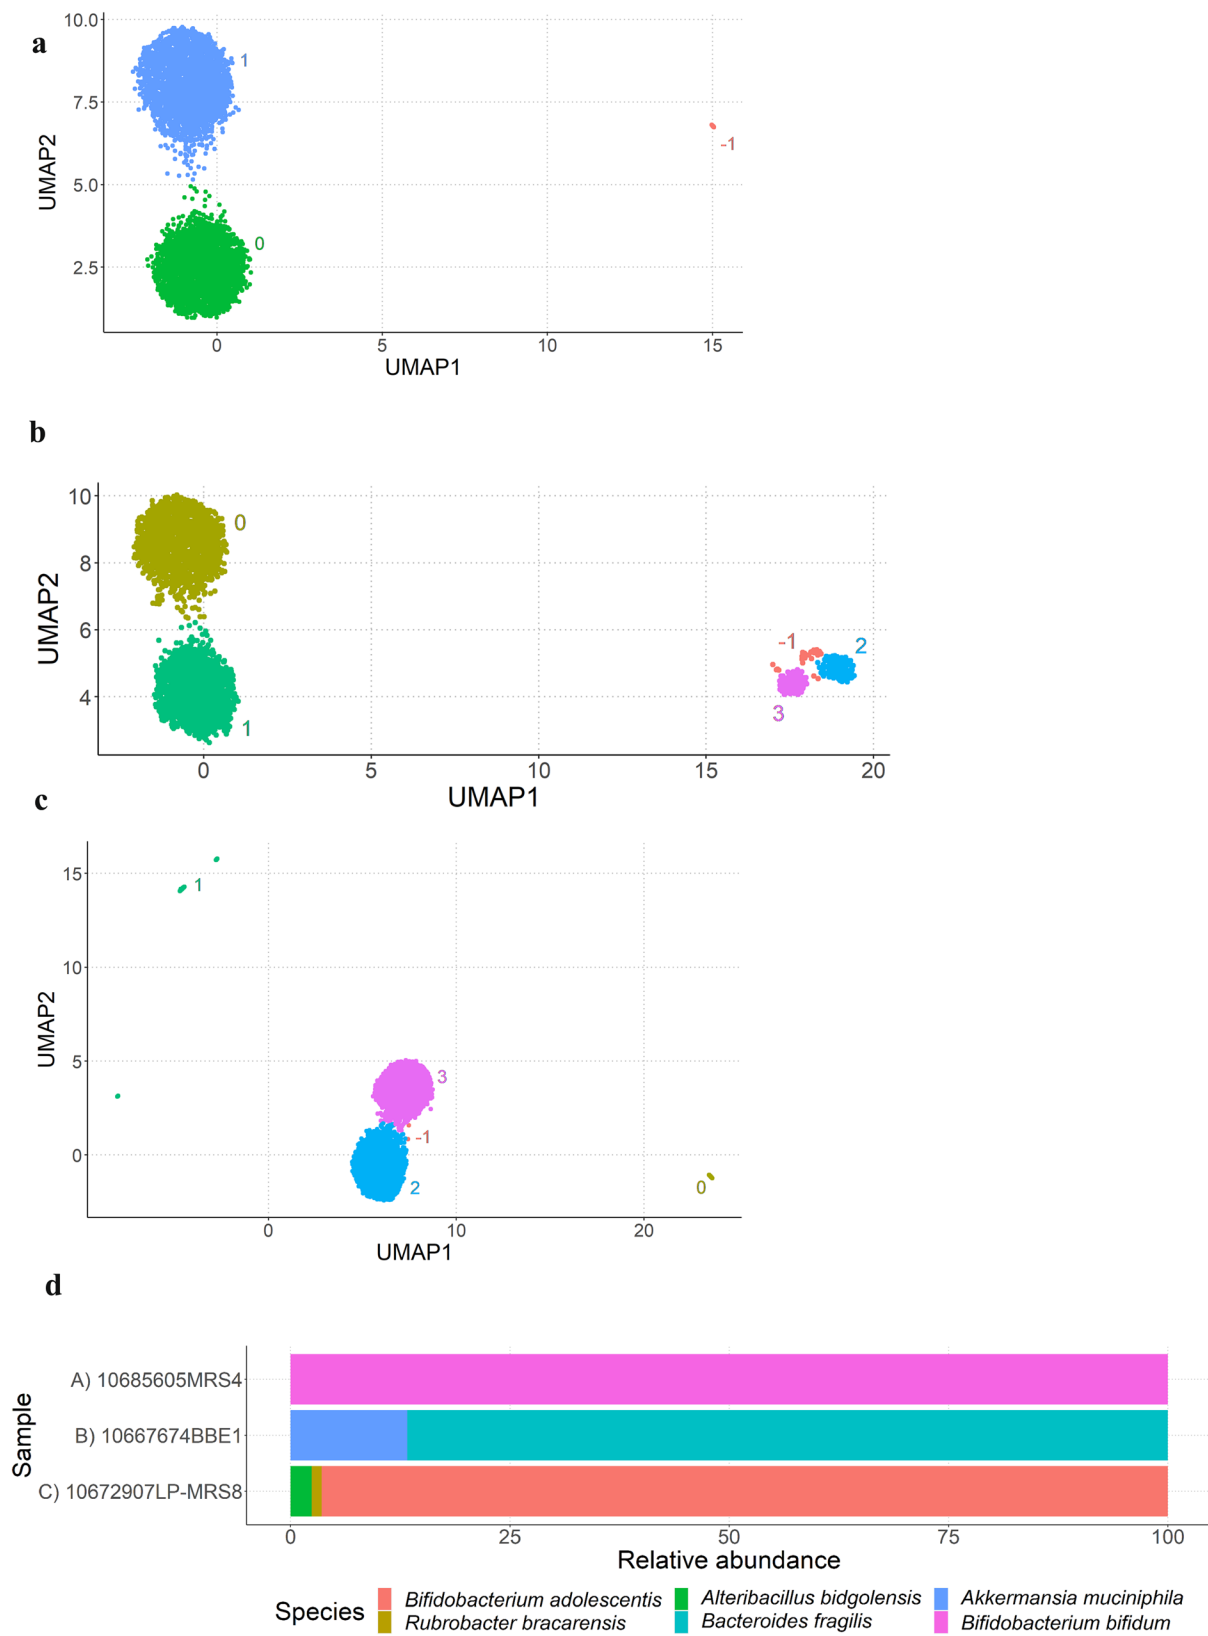 a
10.0
7.5
5.0
2.5
UMAP2
1
-1
0
0 5 10 15
UMAP1
b
10
8
6
4
UMAP2
0
-1
2
3
1
0 5 10 15 20
UMAP1
c
15
10
5
0
UMAP2
1
3
-1
2
0
0 10 20
UMAP1
d
Sample
A) 10685605MRS4
B) 10667674BBE1
C) 10672907LP-MRS8
0 25 50 75 100
Relative abundance
Species
Bifidobacterium adolescentis Alteribacillus bidgolensis Akkermansia muciniphila
Rubrobacter bracarensis Bacteroides fragilis Bifidobacterium bifidum